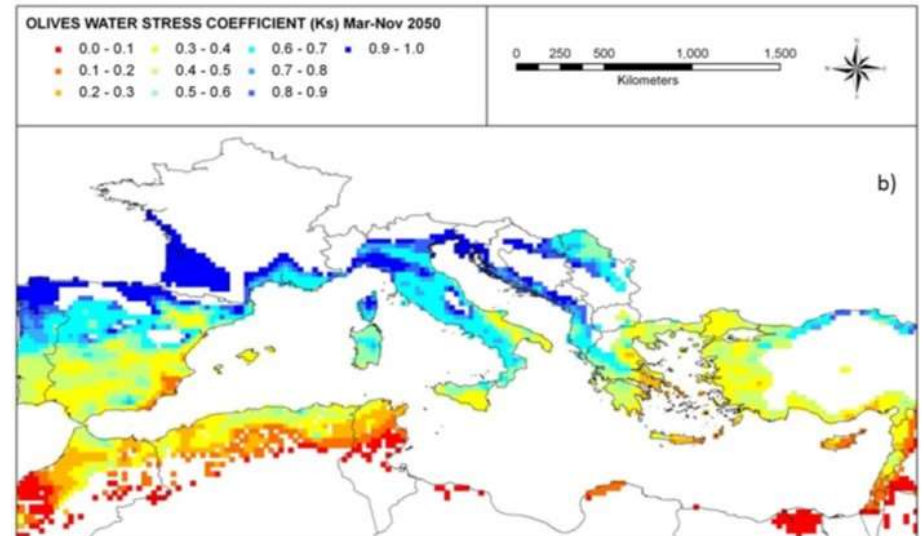 OLIVES WATER STRESS COEFFICIENT (Ks) Mar-Nov 2050
0.0 - 0.1 0.3 - 0.4 0.6 - 0.7 0.9 - 1.0
0.1 - 0.2 0.4 - 0.5 0.7 - 0.8
0.2 - 0.3 0.5 - 0.6 0.8 - 0.9
0 250 500 1,000 1,500
Kilometers
b)